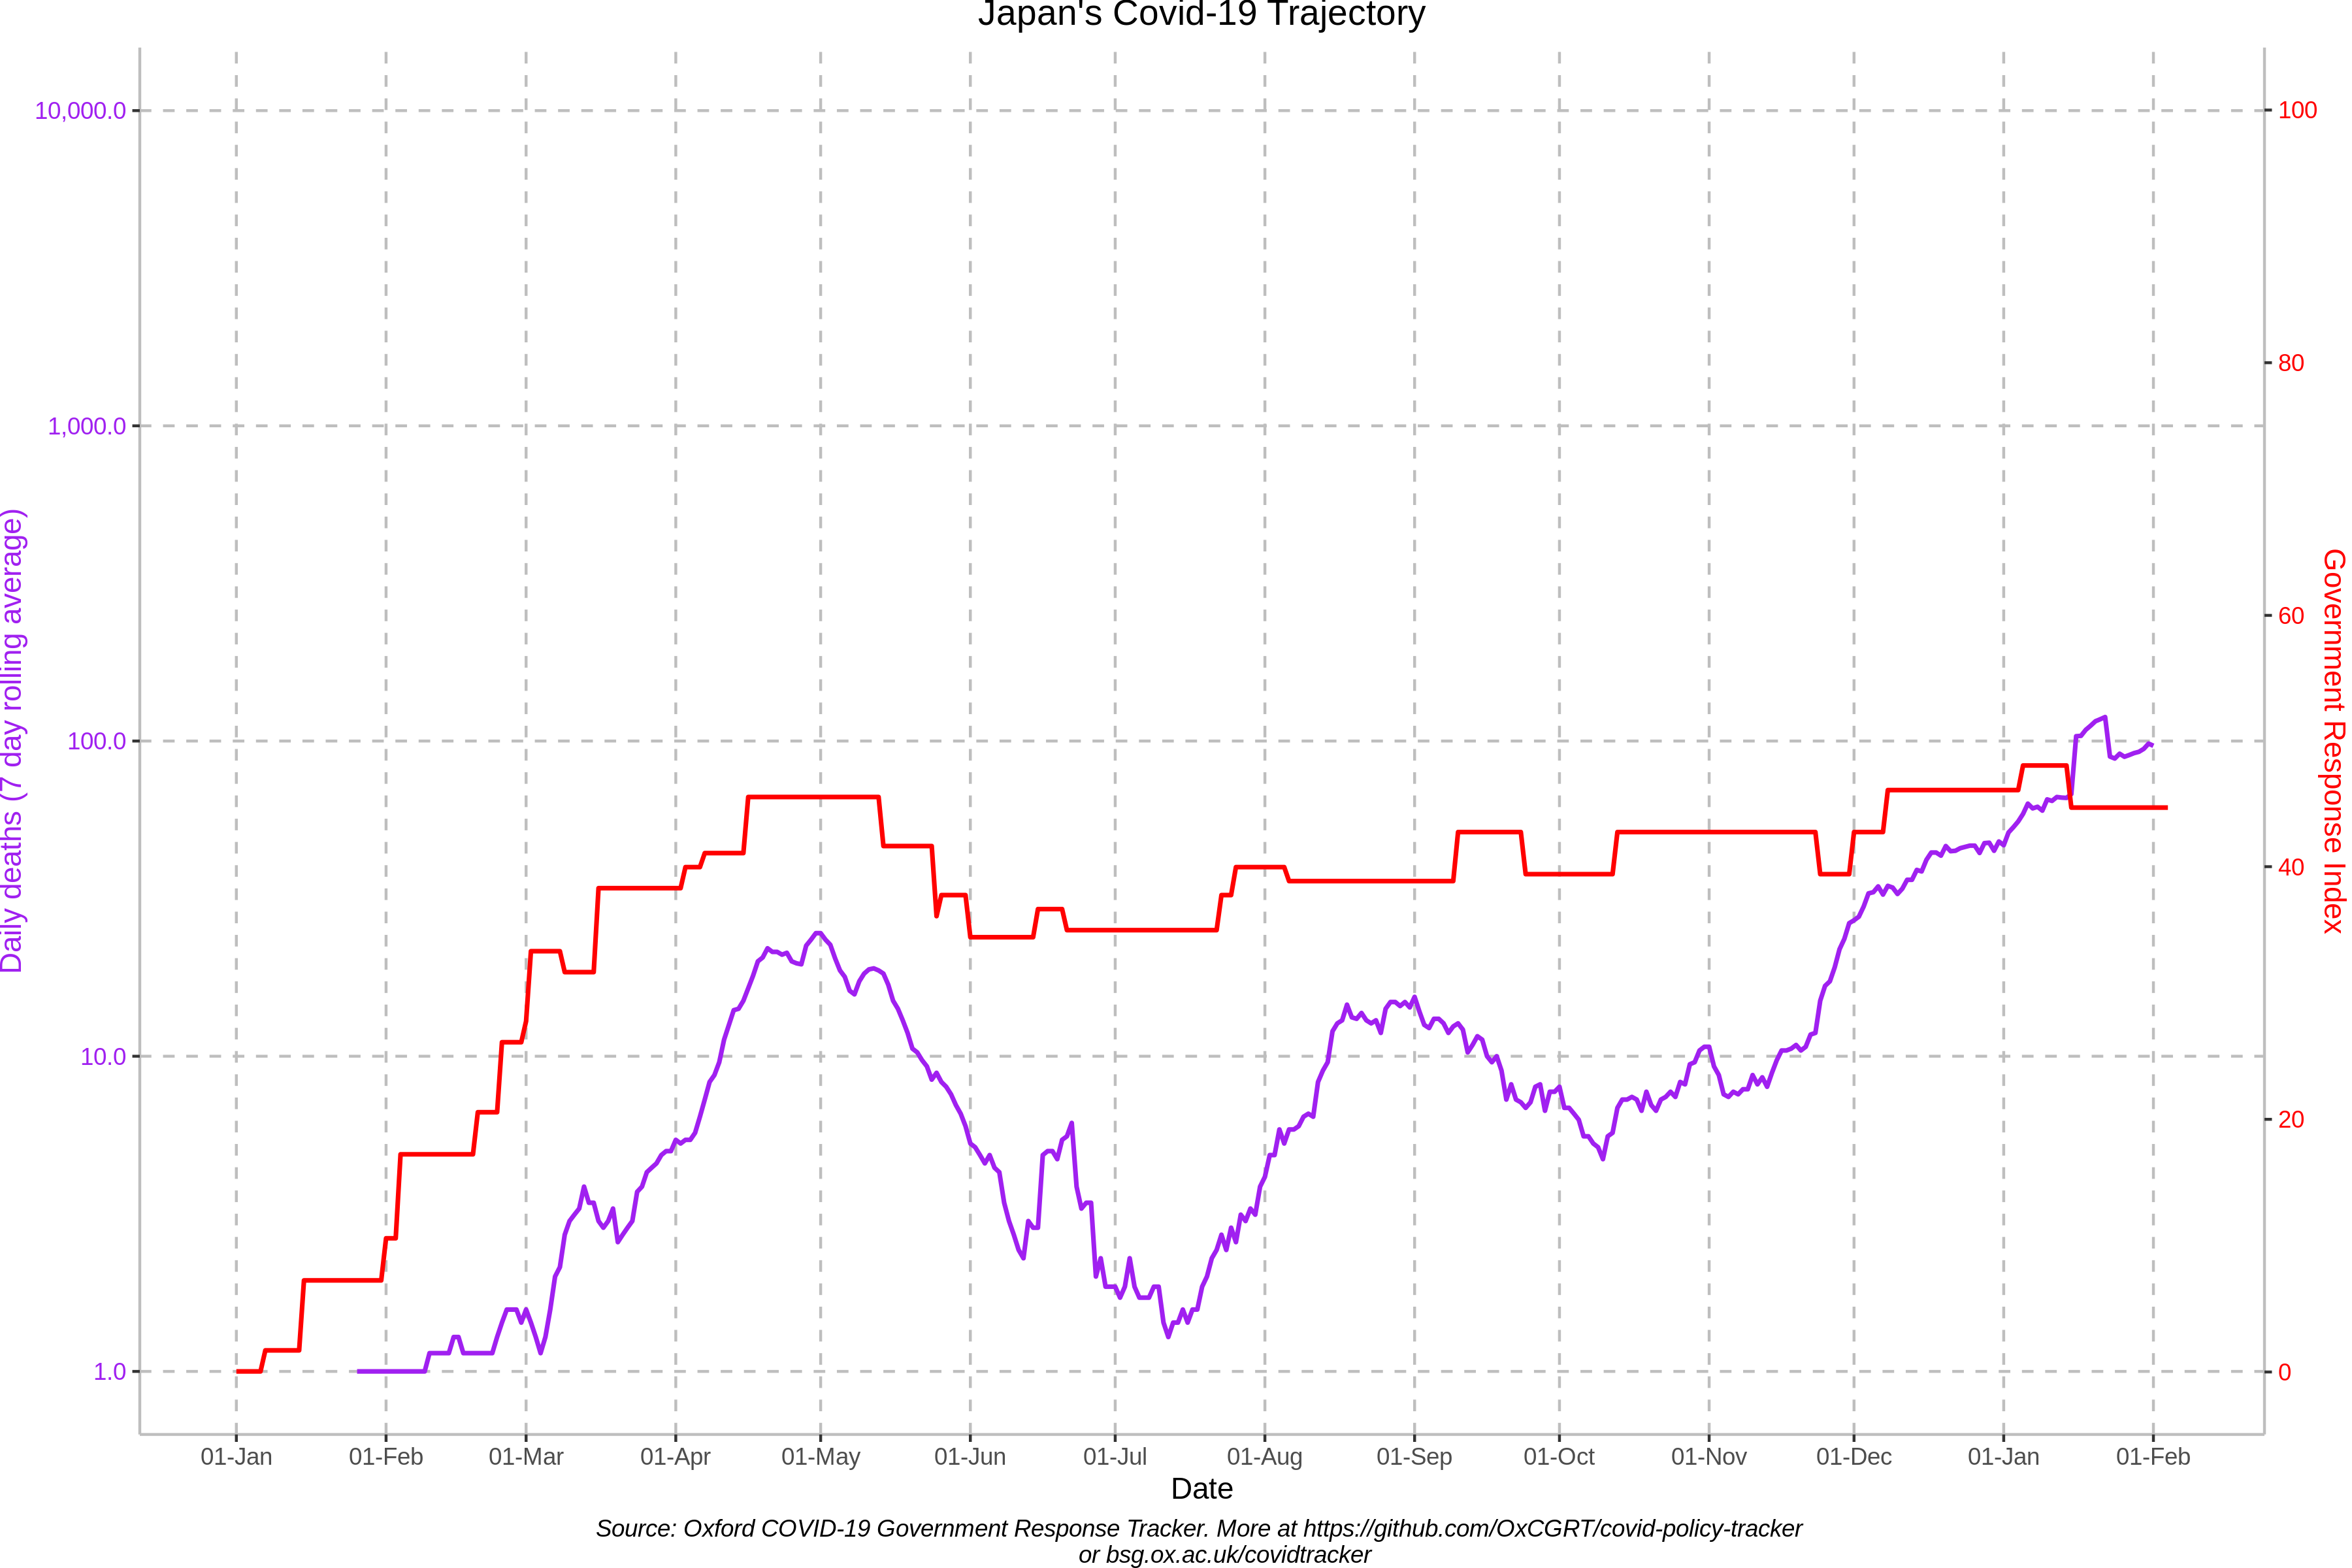 Japan's Covid-19 Trajectory
Daily deaths (7 day rolling average)
10,000.0
1,000.0
100.0
10.0
1.0
100
80
60
40
20
0
Government Response Index
01-Jan 01-Feb 01-Mar 01-Apr 01-May 01-Jun 01-Jul 01-Aug 01-Sep 01-Oct 01-Nov 01-Dec 01-Jan 01-Feb
Date
Source: Oxford COVID-19 Government Response Tracker. More at https://github.com/OxCGRT/covid-policy-tracker
or bsg.ox.ac.uk/covidtracker